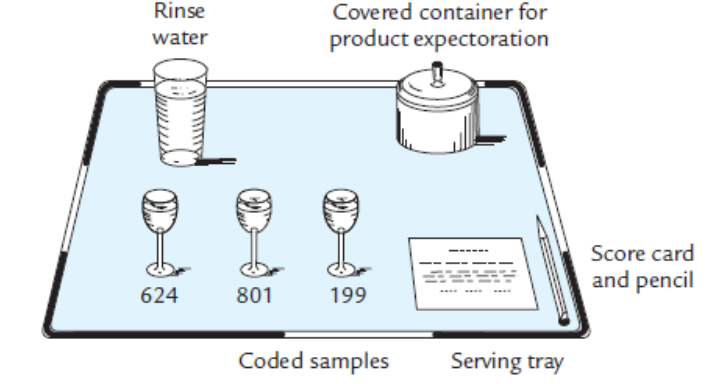 Rinse
water
Covered container for
product expectoration
624
801
199
Score card
and pencil
Coded samples
Serving tray